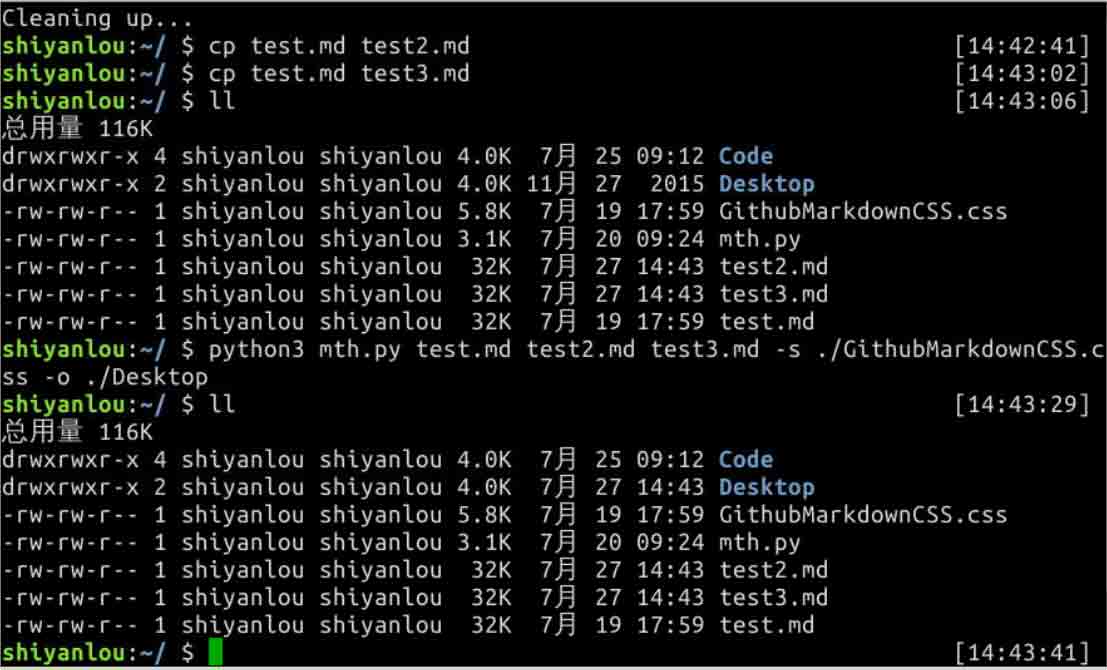 Cleaning up...
shiyanlou:~/ $ cp test.md test2.md [14:42:41]
shiyanlou:~/ $ cp test.md test3.md [14:43:02]
shiyanlou:~/ $ ll [14:43:06]
总用量 116K
drwxrwxr-x 4 shiyanlou shiyanlou 4.0K  7月 25 09:12 Code
drwxrwxr-x 2 shiyanlou shiyanlou 4.0K 11月 27  2015 Desktop
-rw-rw-r-- 1 shiyanlou shiyanlou 5.8K  7月 19 17:59 GithubMarkdownCSS.css
-rw-rw-r-- 1 shiyanlou shiyanlou 3.1K  7月 20 09:24 mth.py
-rw-rw-r-- 1 shiyanlou shiyanlou  32K  7月 27 14:43 test2.md
-rw-rw-r-- 1 shiyanlou shiyanlou  32K  7月 27 14:43 test3.md
-rw-rw-r-- 1 shiyanlou shiyanlou  32K  7月 19 17:59 test.md
shiyanlou:~/ $ python3 mth.py test.md test2.md test3.md -s ./GithubMarkdownCSS.c
ss -o ./Desktop
shiyanlou:~/ $ ll [14:43:29]
总用量 116K
drwxrwxr-x 4 shiyanlou shiyanlou 4.0K  7月 25 09:12 Code
drwxrwxr-x 2 shiyanlou shiyanlou 4.0K  7月 27 14:43 Desktop
-rw-rw-r-- 1 shiyanlou shiyanlou 5.8K  7月 19 17:59 GithubMarkdownCSS.css
-rw-rw-r-- 1 shiyanlou shiyanlou 3.1K  7月 20 09:24 mth.py
-rw-rw-r-- 1 shiyanlou shiyanlou  32K  7月 27 14:43 test2.md
-rw-rw-r-- 1 shiyanlou shiyanlou  32K  7月 27 14:43 test3.md
-rw-rw-r-- 1 shiyanlou shiyanlou  32K  7月 19 17:59 test.md
shiyanlou:~/ $ [14:43:41]